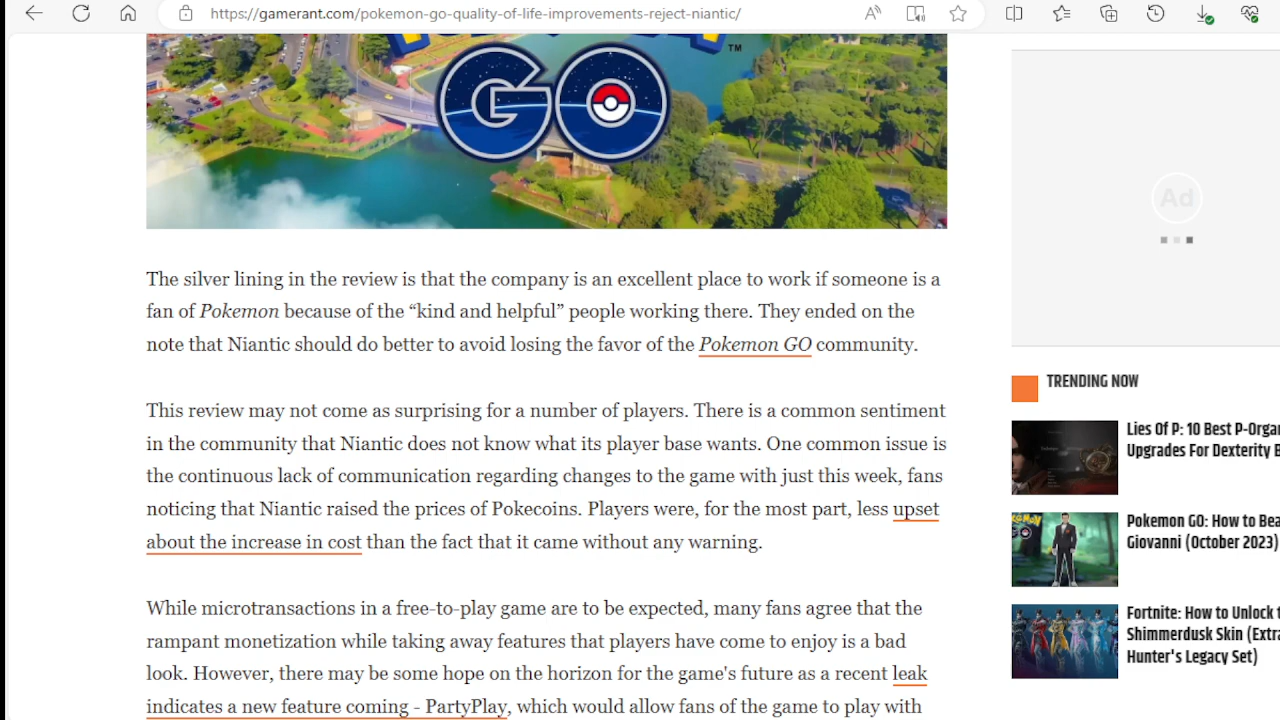 https://gamerant.com/pokemon-go-quality-of-life-improvements-reject-niantic/
GO
TM
The silver lining in the review is that the company is an excellent place to work if someone is a
fan of Pokemon because of the “kind and helpful” people working there. They ended on the
note that Niantic should do better to avoid losing the favor of the Pokemon GO community.
This review may not come as surprising for a number of players. There is a common sentiment
in the community that Niantic does not know what its player base wants. One common issue is
the continuous lack of communication regarding changes to the game with just this week, fans
noticing that Niantic raised the prices of Pokecoins. Players were, for the most part, less upset
about the increase in cost than the fact that it came without any warning.
While microtransactions in a free-to-play game are to be expected, many fans agree that the
rampant monetization while taking away features that players have come to enjoy is a bad
look. However, there may be some hope on the horizon for the game's future as a recent leak
indicates a new feature coming - PartyPlay, which would allow fans of the game to play with
Ad
TRENDING NOW
Lies Of P: 10 Best P-Orga
Upgrades For Dexterity B
Pokemon GO: How to Bea
Giovanni (October 2023)
Fortnite: How to Unlock t
Shimmerdusk Skin (Extra
Hunter's Legacy Set)